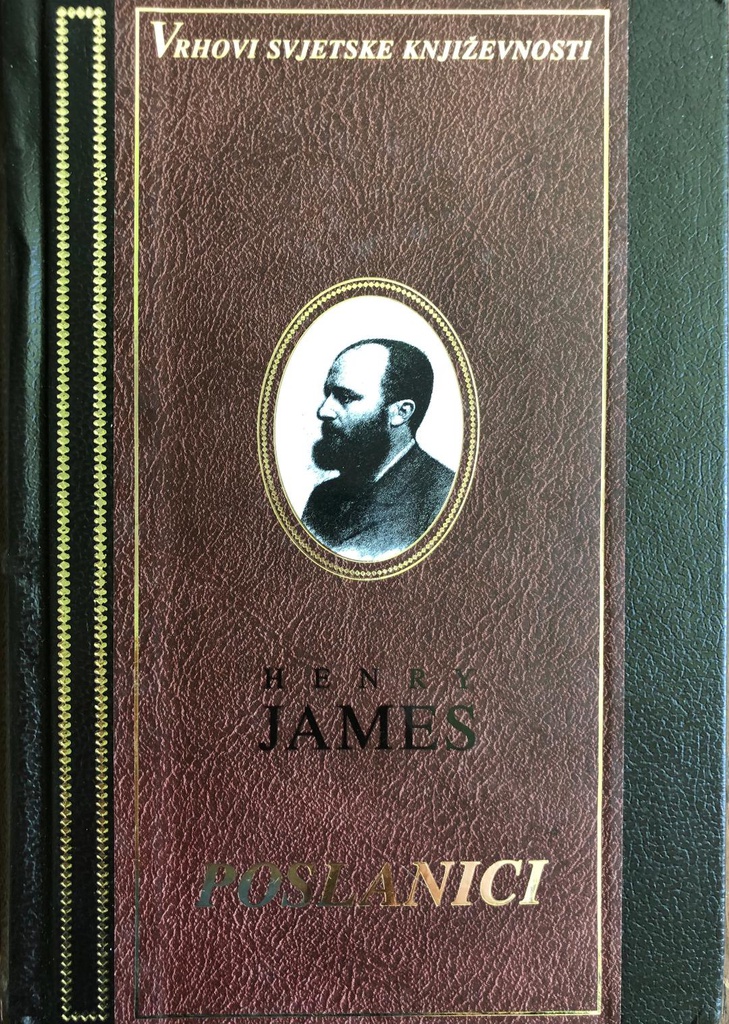 VRHOVI SVJETSKE KNJIŽEVNOSTI
HENRY
JAMES
POSLANICI